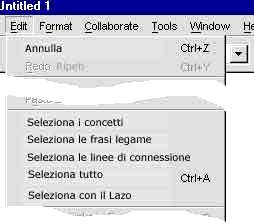 Untitled 1
Edit Format Collaborate Tools Window
Annulla Ctrl+Z
Redo Ripeti Ctrl+Y
Seleziona i concetti
Seleziona le frasi legame
Seleziona le linee di connessione
Seleziona tutto Ctrl+A
Seleziona con il Lazo